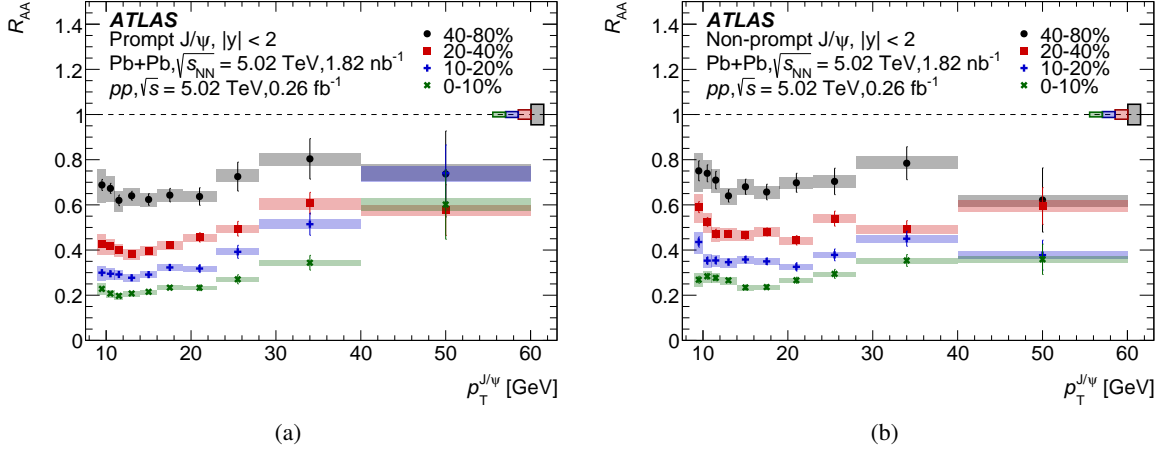 R_AA
1.4
1.2
1
0.8
0.6
0.4
0.2
0
ATLAS
Prompt J/ψ, |y| < 2
Pb+Pb,√s_NN = 5.02 TeV,1.82 nb⁻¹
pp,√s = 5.02 TeV,0.26 fb⁻¹
40-80%
20-40%
10-20%
0-10%
10 20 30 40 50 60
p_T^J/ψ [GeV]
(a)
R_AA
1.4
1.2
1
0.8
0.6
0.4
0.2
0
ATLAS
Non-prompt J/ψ, |y| < 2
Pb+Pb,√s_NN = 5.02 TeV,1.82 nb⁻¹
pp,√s = 5.02 TeV,0.26 fb⁻¹
40-80%
20-40%
10-20%
0-10%
10 20 30 40 50 60
p_T^J/ψ [GeV]
(b)